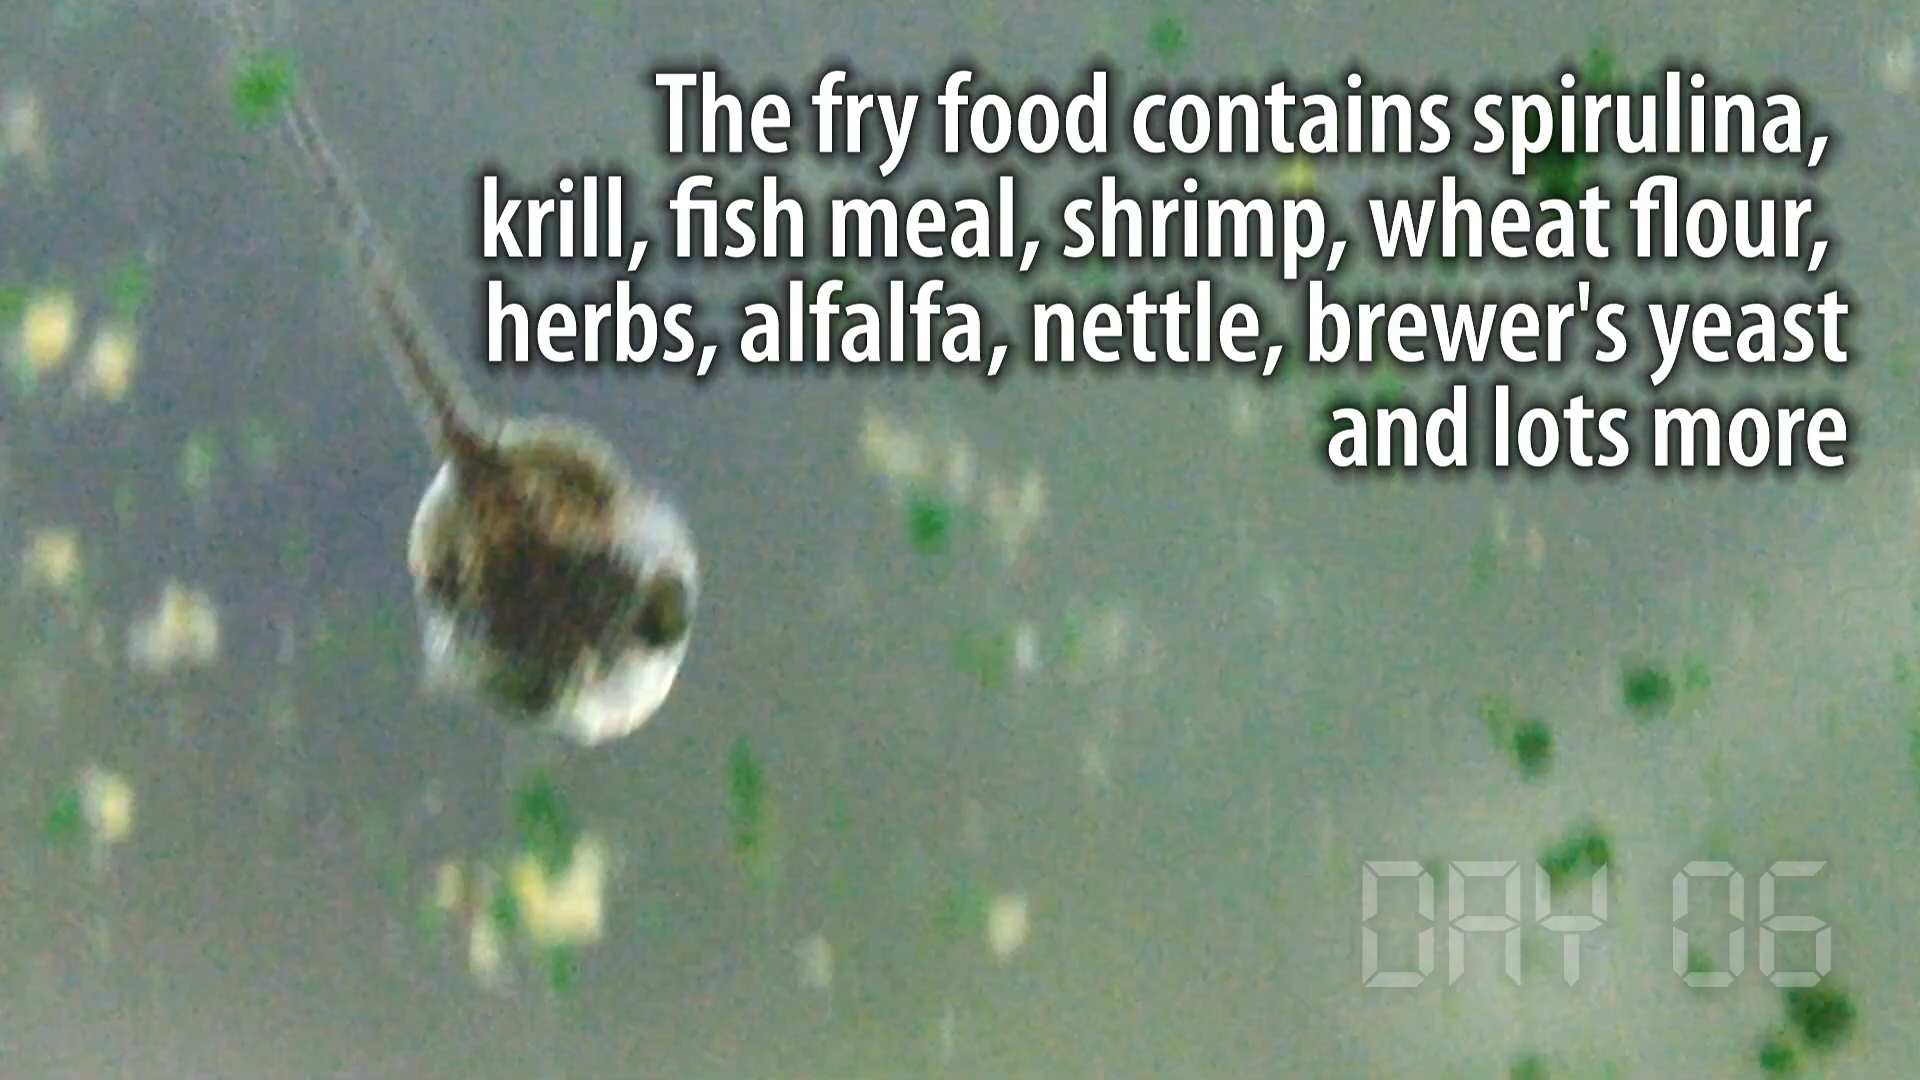 The fry food contains spirulina,
krill, fish meal, shrimp, wheat flour,
herbs, alfalfa, nettle, brewer's yeast
and lots more
DAY 06